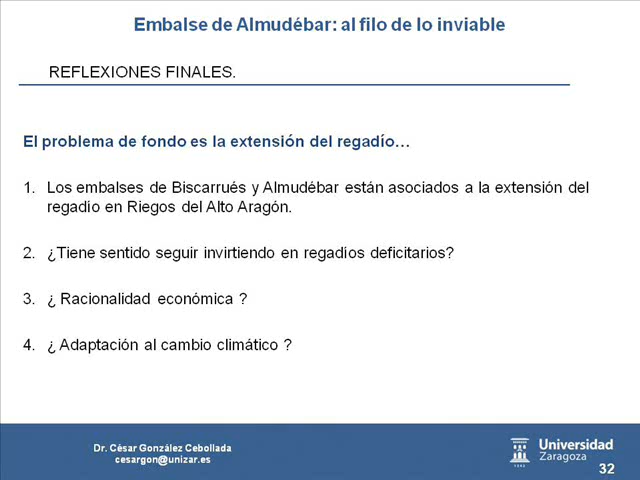 Embalse de Almudébar: al filo de lo inviable
REFLEXIONES FINALES.
El problema de fondo es la extensión del regadío...
1. Los embalses de Biscarrués y Almudébar están asociados a la extensión del
regadío en Riegos del Alto Aragón.
2. ¿Tiene sentido seguir invirtiendo en regadíos deficitarios?
3. ¿ Racionalidad económica ?
4. ¿ Adaptación al cambio climático ?
Dr. César González Cebollada
cesargon@unizar.es
Universidad
Zaragoza
1542
32